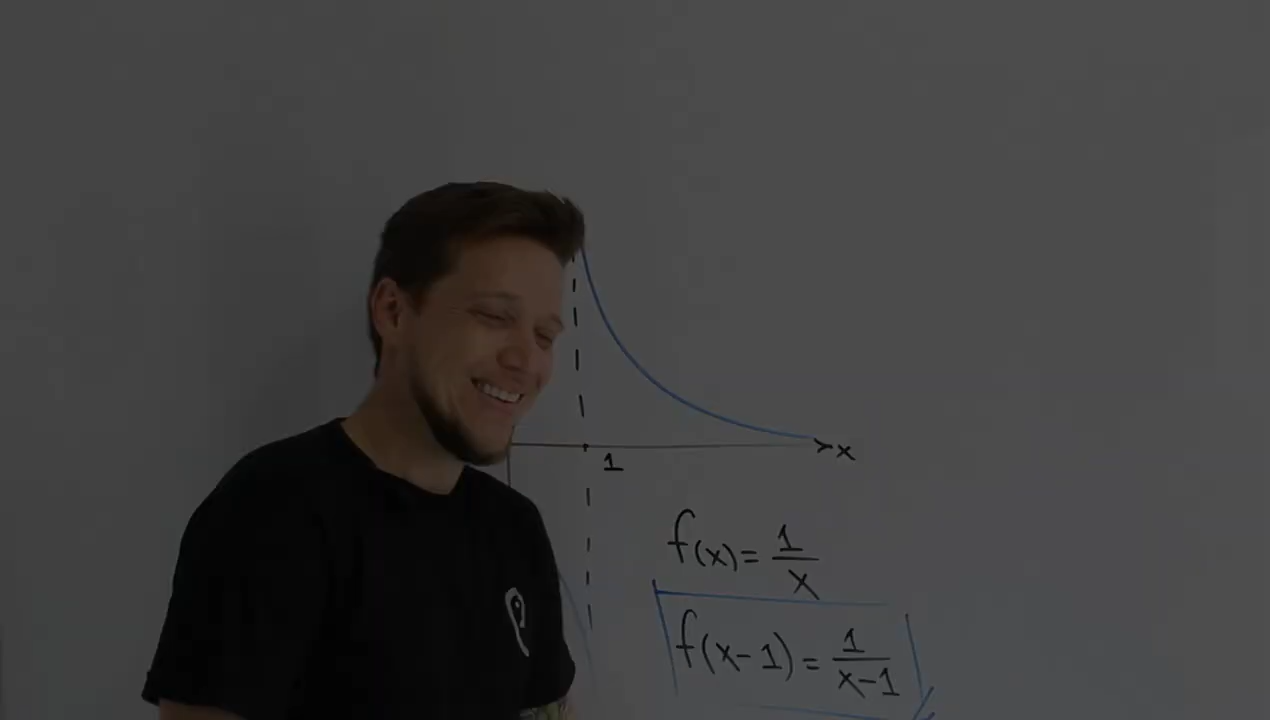 x
1
f(x) = 1/x
f(x-1) = 1/x-1